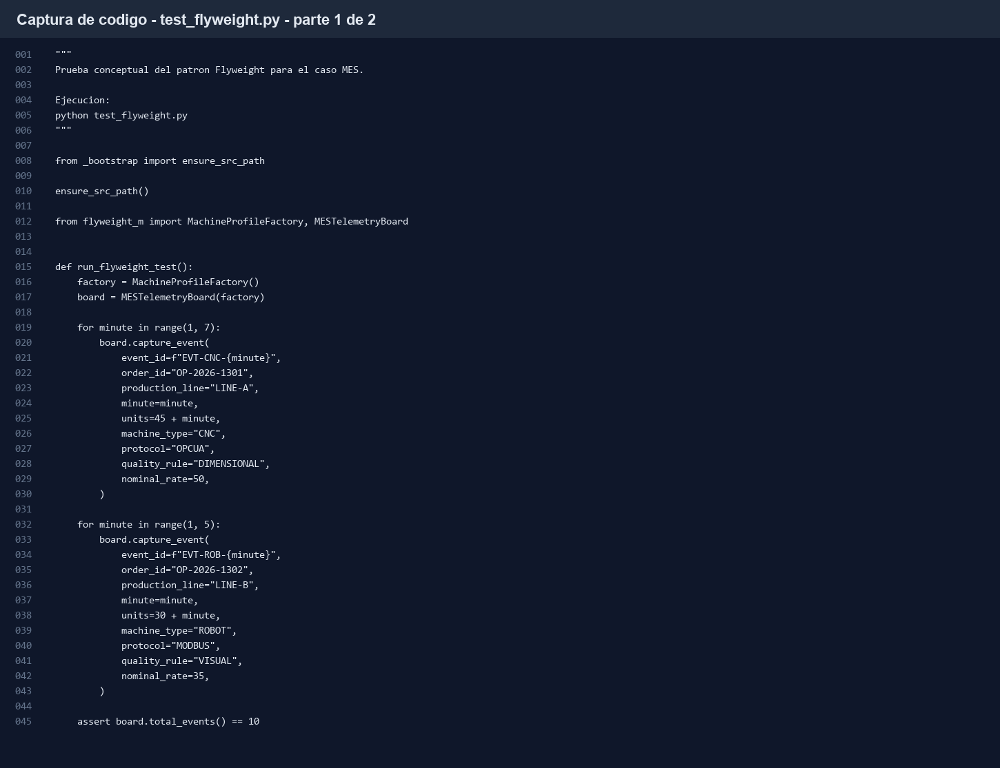 Captura de codigo - test_flyweight.py - parte 1 de 2
001 """
002 Prueba conceptual del patron Flyweight para el caso MES.
003
004 Ejecucion:
005 python test_flyweight.py
006 """
007
008 from _bootstrap import ensure_src_path
009
010 ensure_src_path()
011
012 from flyweight_m import MachineProfileFactory, MESTelemetryBoard
013
014
015 def run_flyweight_test():
016     factory = MachineProfileFactory()
017     board = MESTelemetryBoard(factory)
018
019     for minute in range(1, 7):
020         board.capture_event(
021             event_id=f"EVT-CNC-{minute}",
022             order_id="OP-2026-1301",
023             production_line="LINE-A",
024             minute=minute,
025             units=45 + minute,
026             machine_type="CNC",
027             protocol="OPCUA",
028             quality_rule="DIMENSIONAL",
029             nominal_rate=50,
030         )
031
032     for minute in range(1, 5):
033         board.capture_event(
034             event_id=f"EVT-ROB-{minute}",
035             order_id="OP-2026-1302",
036             production_line="LINE-B",
037             minute=minute,
038             units=30 + minute,
039             machine_type="ROBOT",
040             protocol="MODBUS",
041             quality_rule="VISUAL",
042             nominal_rate=35,
043         )
044
045     assert board.total_events() == 10